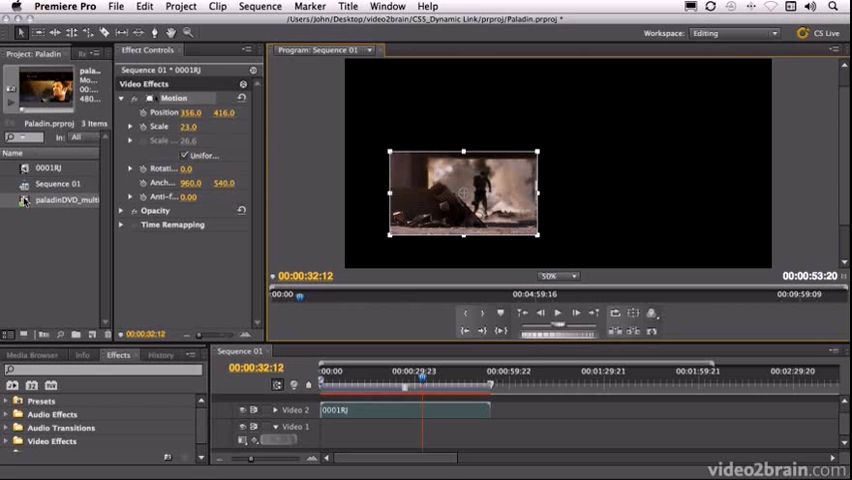 Premiere Pro File Edit Project Clip Sequence Marker Title Window Help
/Users/John/Desktop/video2brain/CS5_Dynamic Link/prproj/Paladin.prproj *
Workspace: Editing CS Live
Project: Paladin
Effect Controls
Program: Sequence 01
pala...
Mo...
00:...
480...
Paladin.prproj 3 Items
In: All
Name
0001RJ
Sequence 01
paladinDVD_multi
Sequence 01 * 0001RJ
Video Effects
Motion
Position 356.0 416.0
Scale 23.0
Scale ... 26.6
Unifor...
Rotati... 0.0
Anch... 960.0 540.0
Anti-f... 0.00
Opacity
Time Remapping
00:00:32:12
00:00:32:12 50% 00:00:53:20
:00:00 00:04:59:16 00:09:59:09
Media Browser Info Effects History
Presets
Audio Effects
Audio Transitions
Video Effects
Sequence 01
00:00:32:12
:00:00 00:00:29:23 00:00:59:22 00:01:29:21 00:01:59:21 00:02:29:20
Video 2
0001RJ
Video 1
video2brain.com